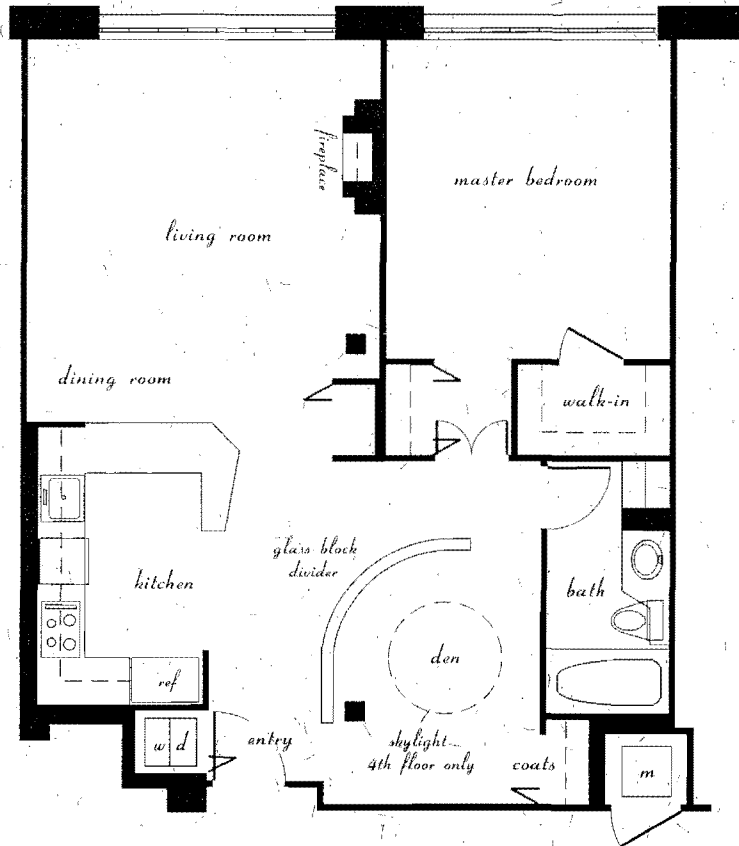 fireplace
master bedroom
living room
dining room
walk-in
glass block
divider
kitchen
bath
den
ref
w d
entry
skylight
4th floor only
coats
m